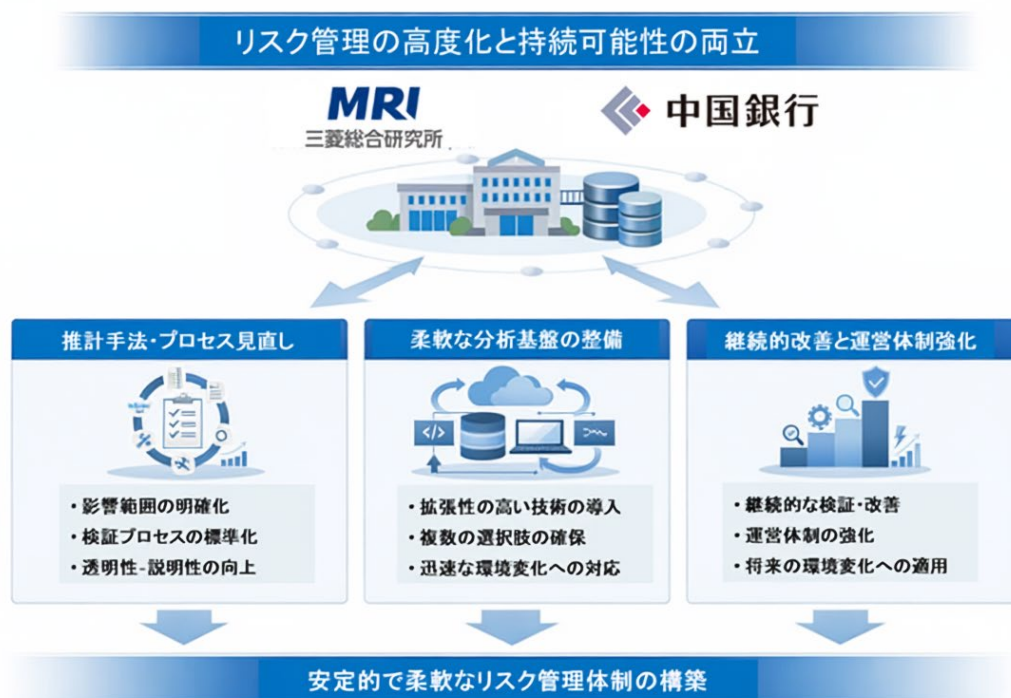 リスク管理の高度化と持続可能性の両立
MRI
三菱総合研究所
中国銀行
推計手法・プロセス見直し
・影響範囲の明確化
・検証プロセスの標準化
・透明性-説明性の向上
柔軟な分析基盤の整備
</>
・拡張性の高い技術の導入
・複数の選択肢の確保
・迅速な環境変化への対応
継続的改善と運営体制強化
・継続的な検証・改善
・運営体制の強化
・将来の環境変化への適用
安定的で柔軟なリスク管理体制の構築